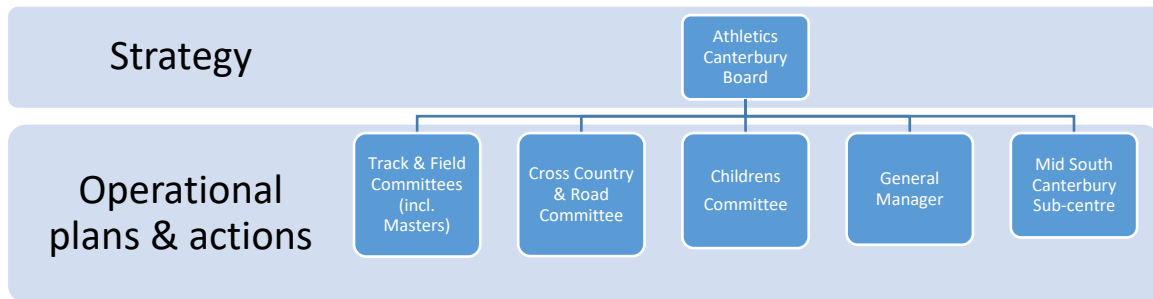 Strategy
Athletics
Canterbury
Board
Operational
plans & actions
Track & Field
Committees
(incl.
Masters)
Cross Country
& Road
Committee
Childrens
Committee
General
Manager
Mid South
Canterbury
Sub-centre